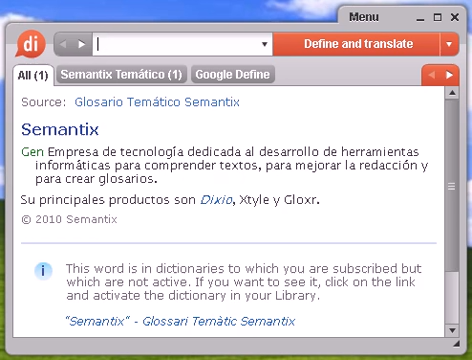 Menu
di
Define and translate
All (1)
Semantix Temático (1)
Google Define
Source: Glosario Temático Semantix
Semantix
Gen Empresa de tecnología dedicada al desarrollo de herramientas
informáticas para comprender textos, para mejorar la redacción y
para crear glosarios.
Su principales productos son Dixio, Xtyle y Gloxr.
© 2010 Semantix
i
This word is in dictionaries to which you are subscribed but
which are not active. If you want to see it, click on the link
and activate the dictionary in your Library.
"Semantix" - Glossari Temàtic Semantix